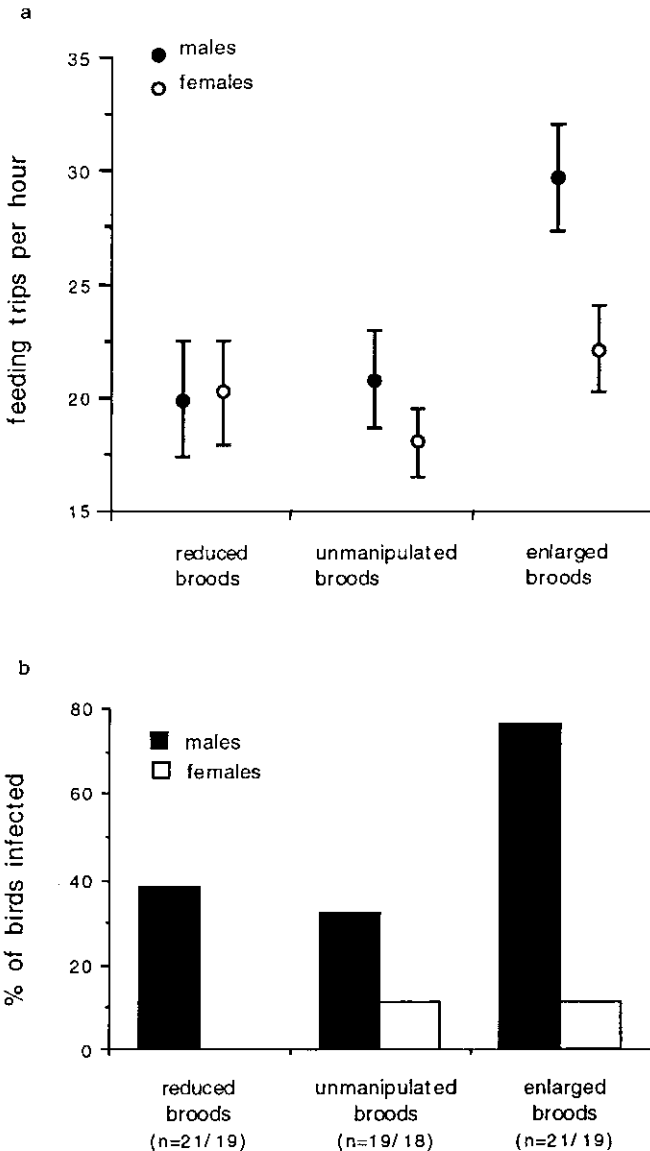 a
males
females
35
30
25
20
15
feeding trips per hour
reduced broods
unmanipulated broods
enlarged broods
b
80
60
40
20
0
males
females
% of birds infected
reduced broods (n=21/19)
unmanipulated broods (n=19/18)
enlarged broods (n=21/19)